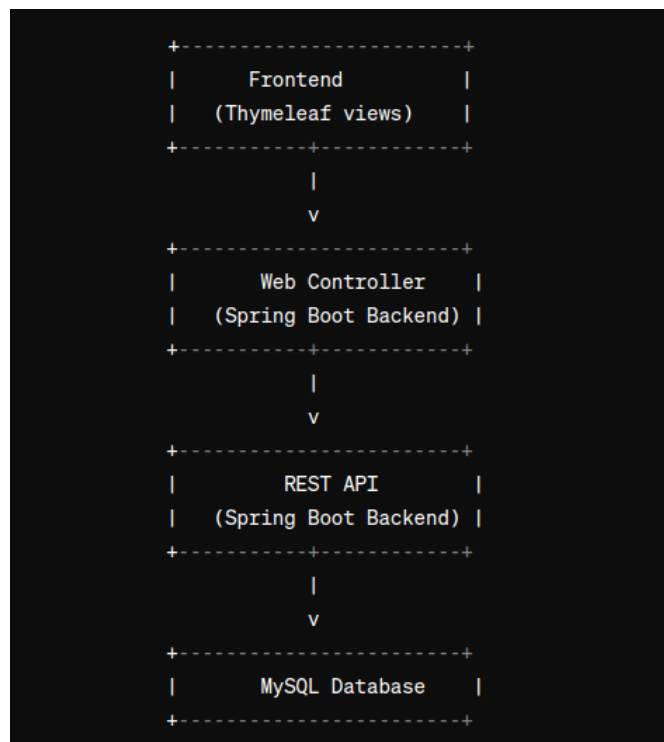 +------------------------+
|      Frontend          |
|   (Thymeleaf views)    |
+-----------+------------+
            |
            v
+------------------------+
|       Web Controller    |
|   (Spring Boot Backend) |
+-----------+------------+
            |
            v
+------------------------+
|         REST API        |
|   (Spring Boot Backend) |
+-----------+------------+
            |
            v
+------------------------+
|       MySQL Database    |
+------------------------+